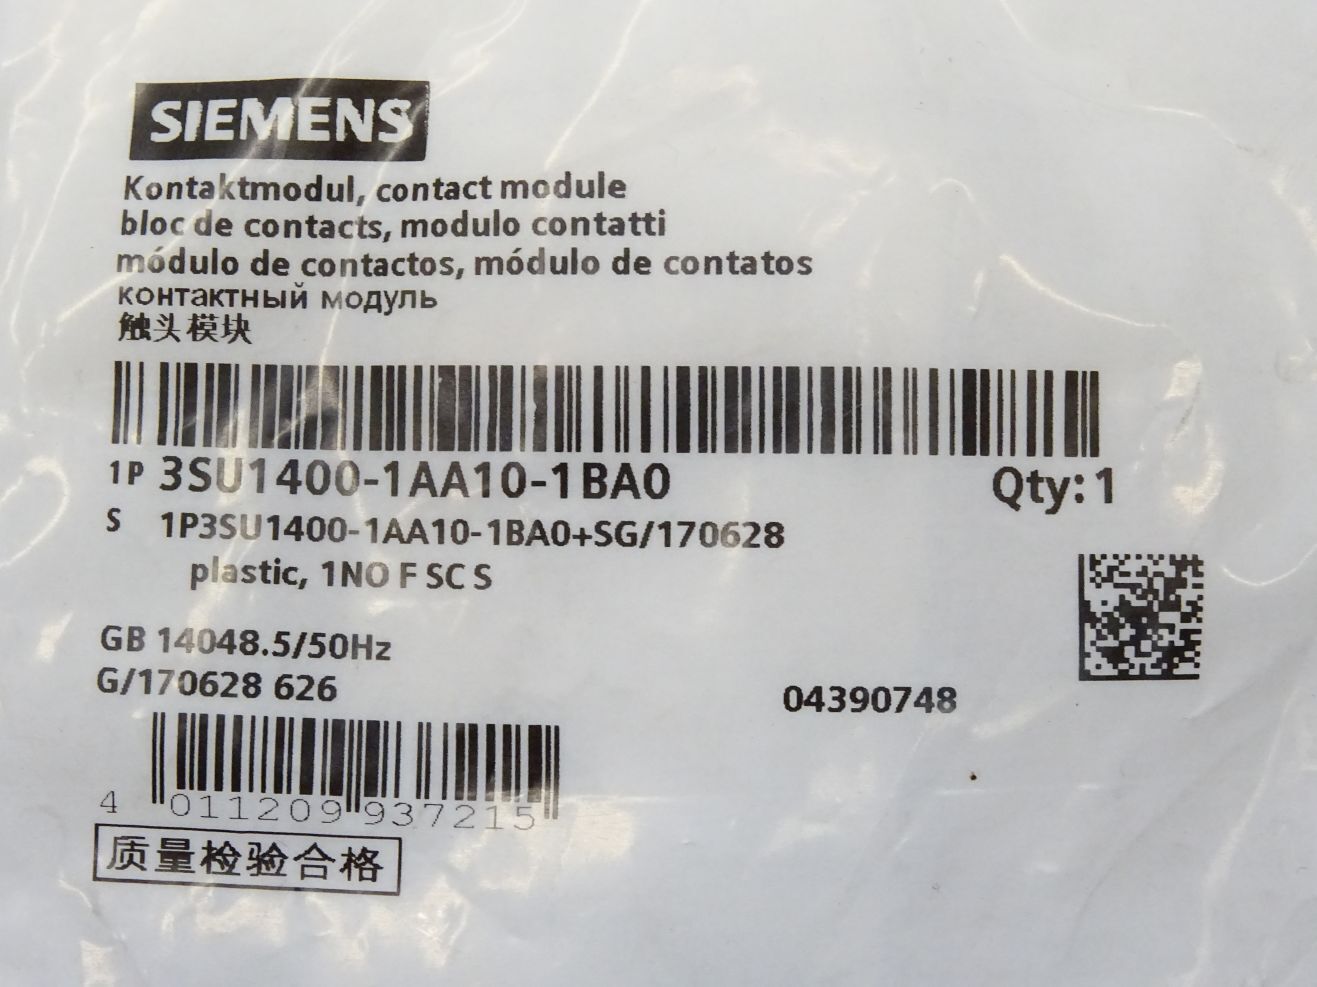 SIEMENS
Kontaktmodul, contact module
bloc de contacts, modulo contatti
módulo de contactos, módulo de contatos
контактный модуль
触头模块
1P 3SU1400-1AA10-1BA0 Qty: 1
S 1P3SU1400-1AA10-1BA0+SG/170628
plastic, 1NO F SC S
GB 14048.5/50Hz
G/170628 626
04390748
4 011209 937215
质量检验合格